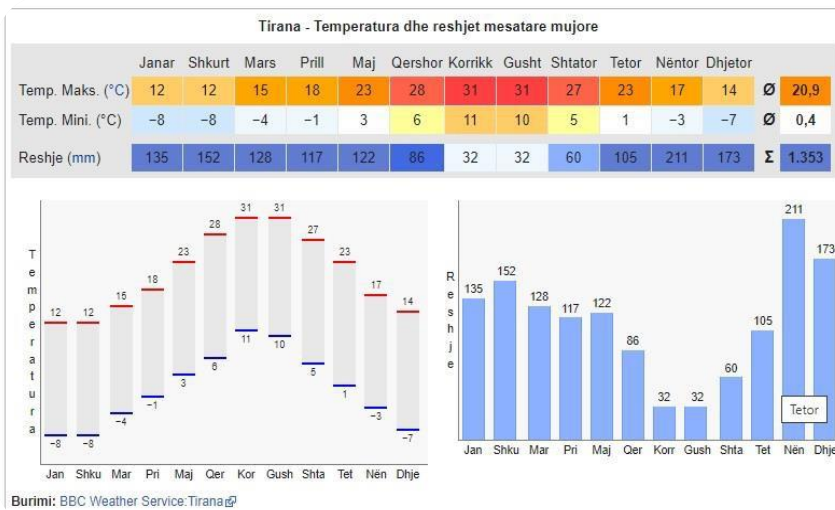 Tirana - Temperatura dhe reshjet mesatare mujore
Janar Shkurt Mars Prill Maj Qershor Korrikk Gusht Shtator Tetor Nëntor Dhjetor
Temp. Maks. (°C) 12 12 15 18 23 28 31 31 27 23 17 14 Ø 20,9
Temp. Mini. (°C) −8 −8 −4 −1 3 6 11 10 5 1 −3 −7 Ø 0,4
Reshje (mm) 135 152 128 117 122 86 32 32 60 105 211 173 Σ 1.353
Temperatura
12 12 15 18 23 28 31 31 27 23 17 14
−8 −8 −4 −1 3 6 11 10 5 1 −3 −7
Jan Shku Mar Pri Maj Qer Kor Gush Shta Tet Nën Dhje
Reshje
135 152 128 117 122 86 32 32 60 105 211 173
Tetor
Jan Shku Mar Pri Maj Qer Korr Gush Shta Tet Nën Dhje
Burimi: BBC Weather Service:Tirana